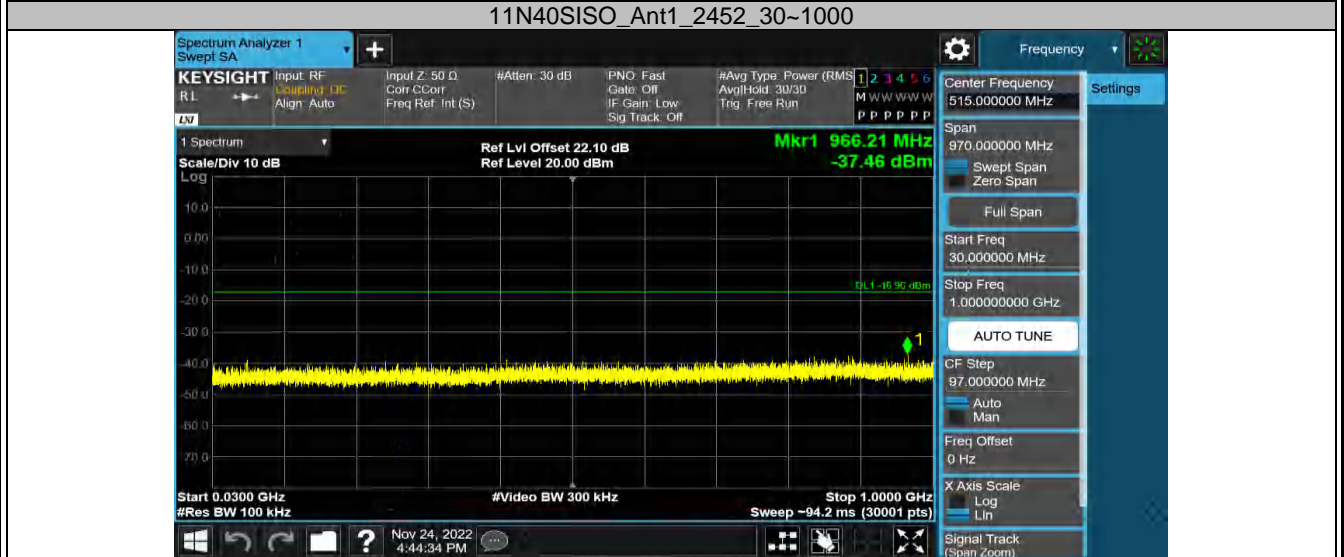 11N40SISO_Ant1_2452_30~1000
Spectrum Analyzer 1
Swept SA
Frequency
KEYSIGHT
RL
LXI
Input: RF
Coupling: DC
Align: Auto
Input Z: 50 Ω
Corr CCorr
Freq Ref: Int (S)
#Atten: 30 dB
PNO: Fast
Gate: Off
IF Gain: Low
Sig Track: Off
#Avg Type: Power (RMS
Avg|Hold: 30/30
Trig: Free Run
1 2 3 4 5 6
M W W W W W
P P P P P P
1 Spectrum
Scale/Div 10 dB
Log
Ref Lvl Offset 22.10 dB
Ref Level 20.00 dBm
Mkr1 966.21 MHz
-37.46 dBm
10.0
0.00
-10.0
DL1 -16.96 dBm
-20.0
-30.0
1
-40.0
-50.0
-60.0
-70.0
Start 0.0300 GHz
#Res BW 100 kHz
#Video BW 300 kHz
Stop 1.0000 GHz
Sweep ~94.2 ms (30001 pts)
Nov 24, 2022
4:44:34 PM
Center Frequency
515.000000 MHz
Settings
Span
970.000000 MHz
Swept Span
Zero Span
Full Span
Start Freq
30.000000 MHz
Stop Freq
1.000000000 GHz
AUTO TUNE
CF Step
97.000000 MHz
Auto
Man
Freq Offset
0 Hz
X Axis Scale
Log
Lin
Signal Track
(Span Zoom)